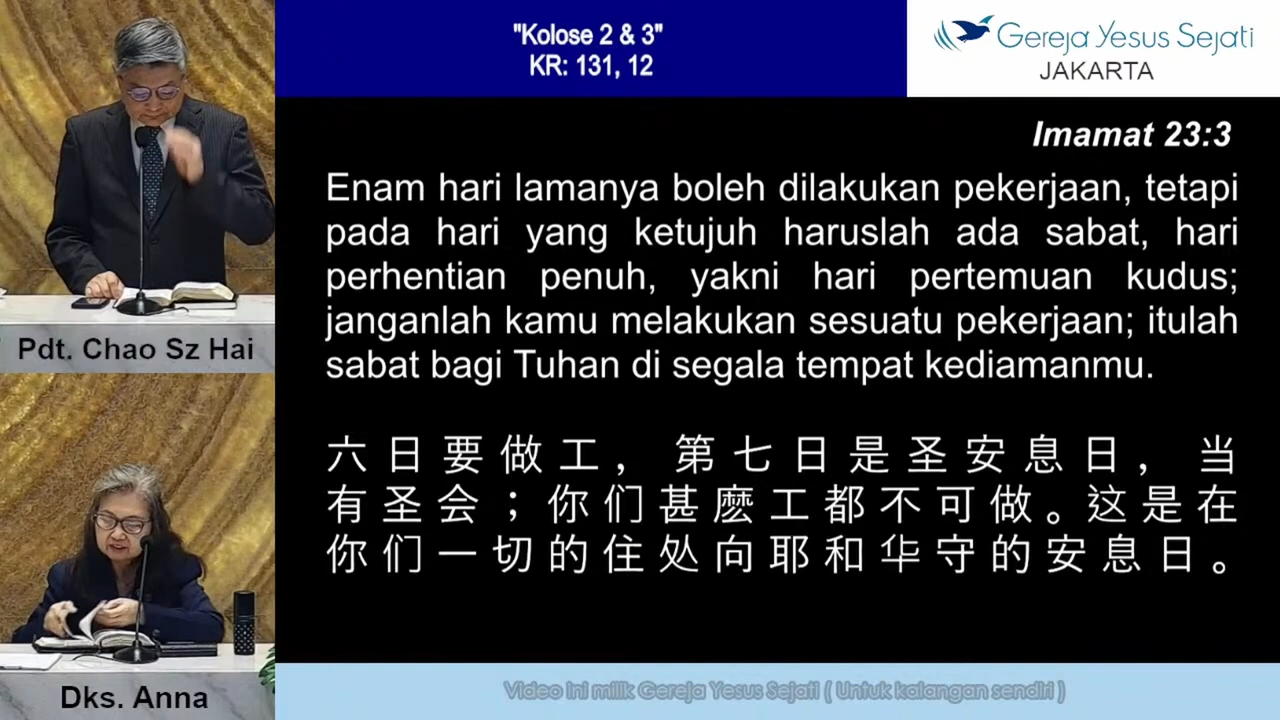 "Kolose 2 & 3"
KR: 131, 12
Gereja Yesus Sejati
JAKARTA
Imamat 23:3
Enam hari lamanya boleh dilakukan pekerjaan, tetapi
pada hari yang ketujuh haruslah ada sabat, hari
perhentian penuh, yakni hari pertemuan kudus;
janganlah kamu melakukan sesuatu pekerjaan; itulah
sabat bagi Tuhan di segala tempat kediamanmu.
六日要做工，第七日是圣安息日，当
有圣会；你们甚麽工都不可做。这是在
你们一切的住处向耶和华守的安息日。
Pdt. Chao Sz Hai
Dks. Anna
Video ini milik Gereja Yesus Sejati ( Untuk kalangan sendiri )